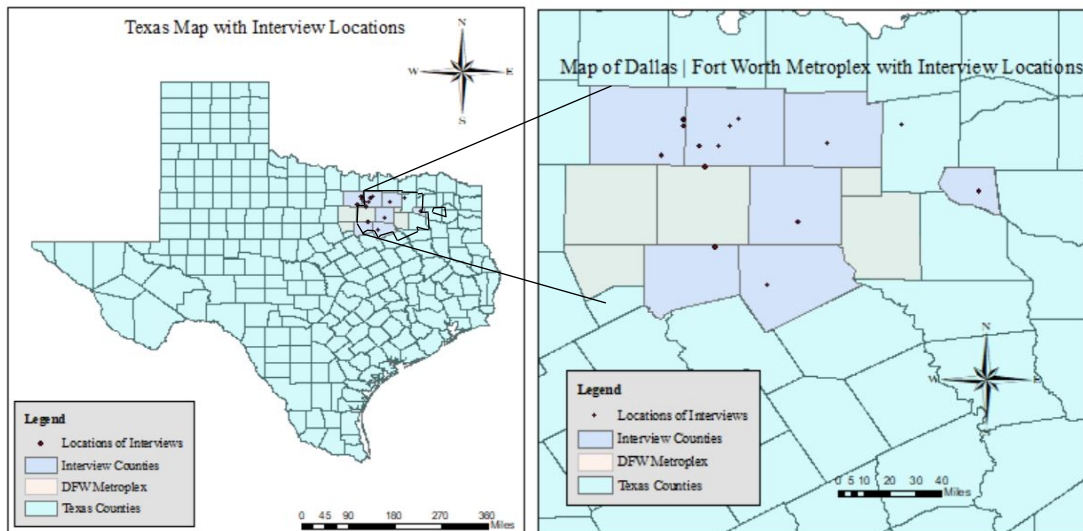 Texas Map with Interview Locations
N
W
E
S
Legend
Locations of Interviews
Interview Counties
DFW Metroplex
Texas Counties
0 45 90 180 270 360
Miles
Map of Dallas | Fort Worth Metroplex with Interview Locations
N
W
E
S
Legend
Locations of Interviews
Interview Counties
DFW Metroplex
Texas Counties
0 5 10 20 30 40
Miles